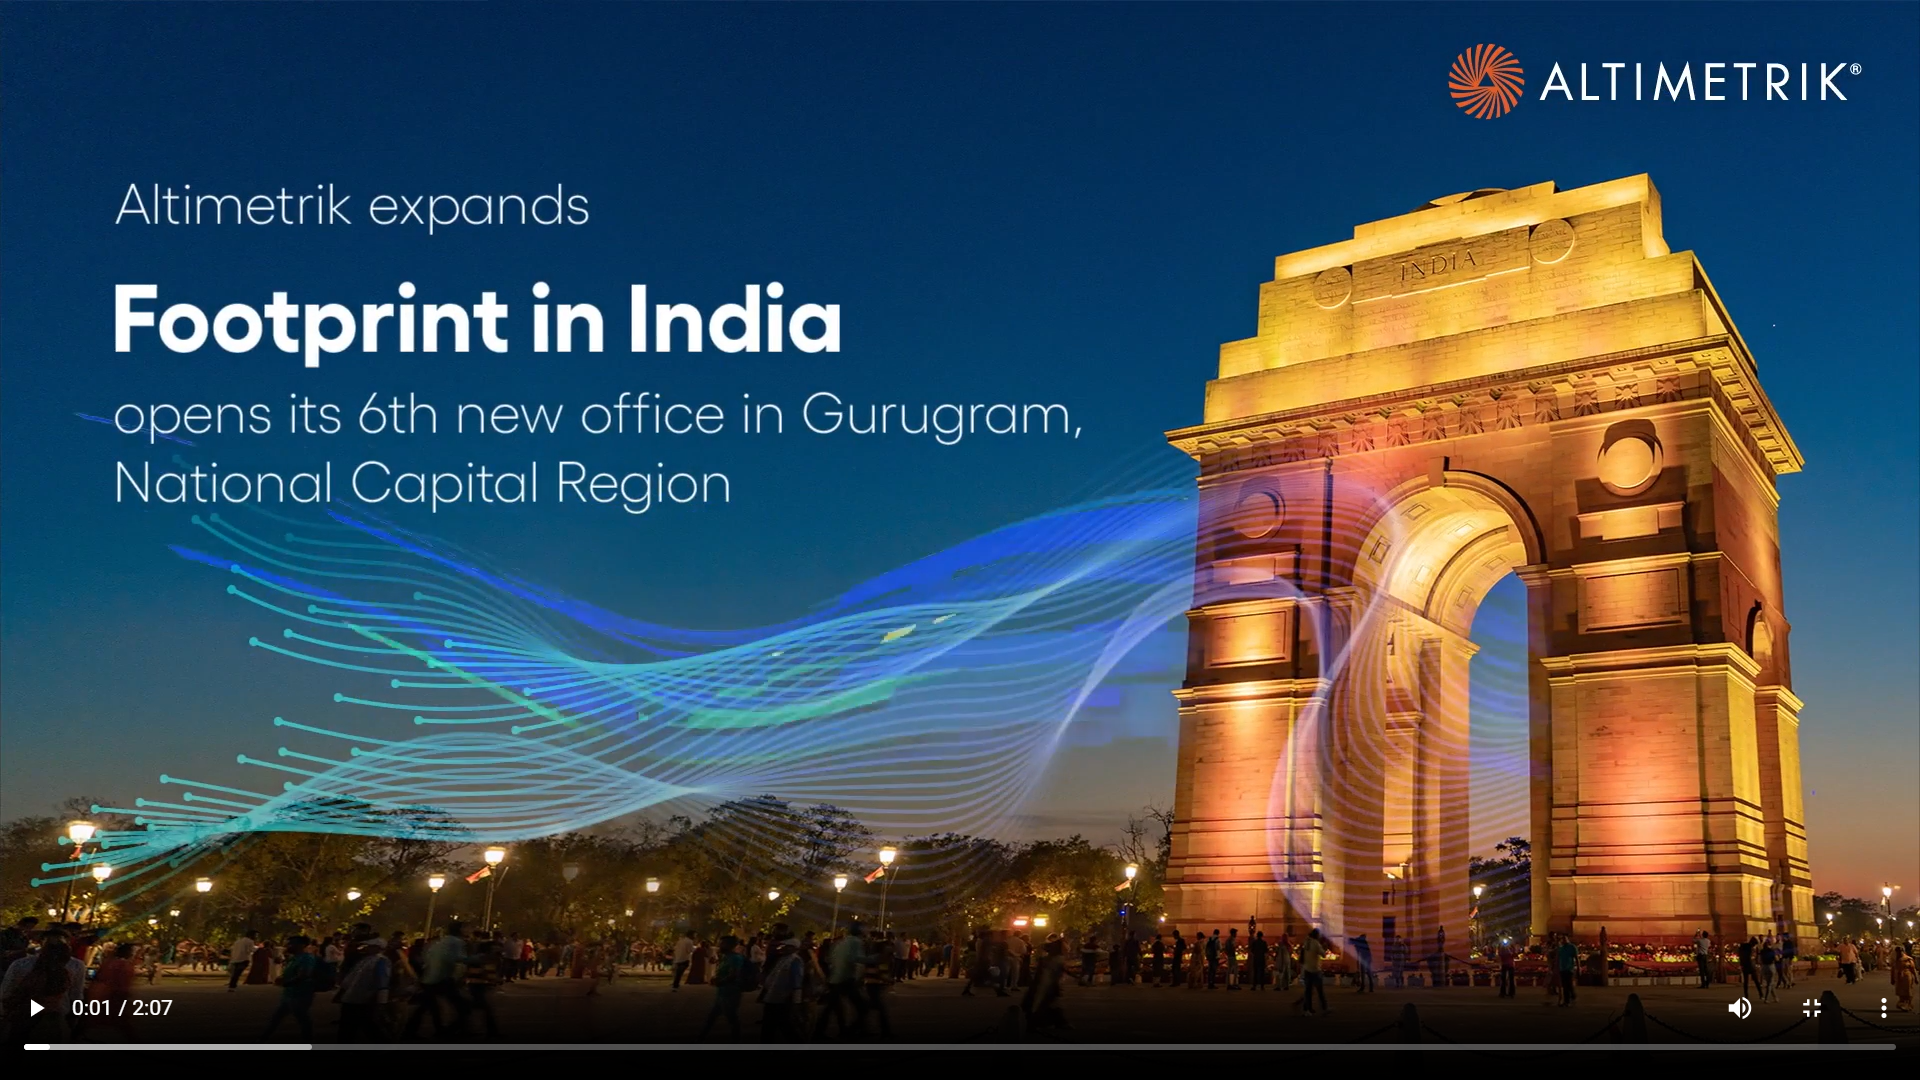 ALTIMETRIK®
Altimetrik expands
Footprint in India
opens its 6th new office in Gurugram,
National Capital Region
INDIA
0:01 / 2:07